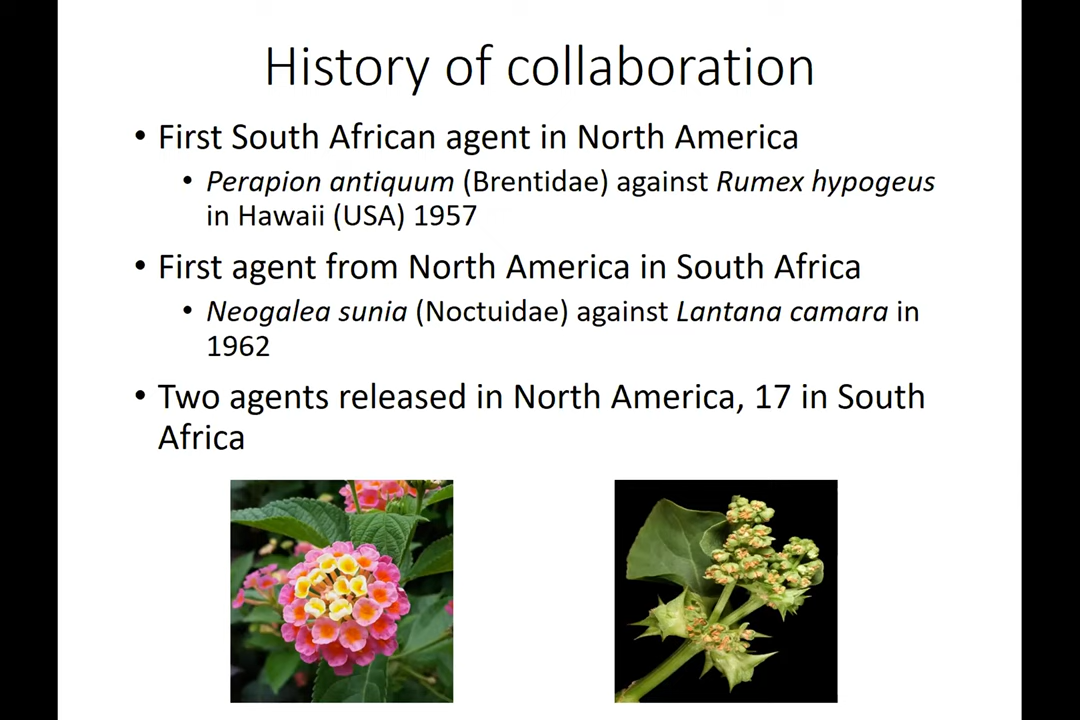 History of collaboration
• First South African agent in North America
• Perapion antiquum (Brentidae) against Rumex hypogeus
in Hawaii (USA) 1957
• First agent from North America in South Africa
• Neogalea sunia (Noctuidae) against Lantana camara in
1962
• Two agents released in North America, 17 in South
Africa